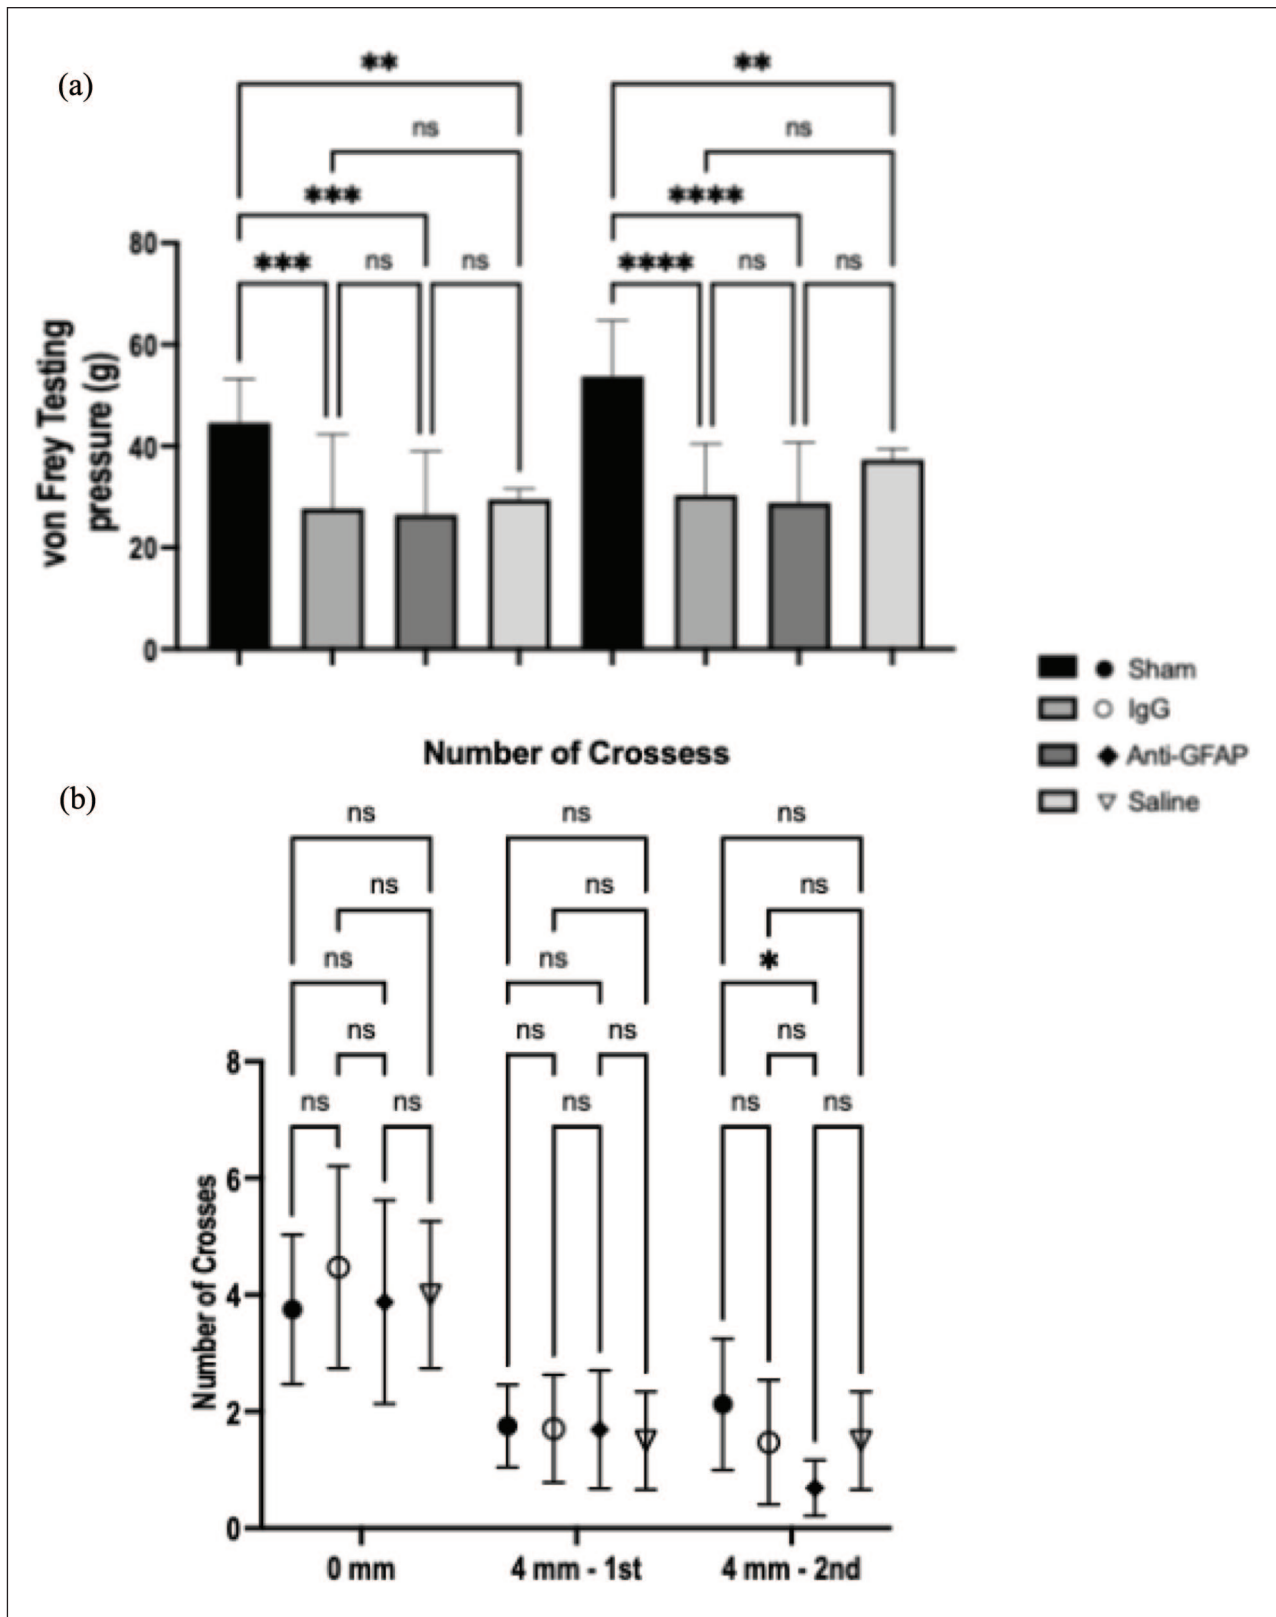 (a)
** **
ns ns
*** ****
80
*** ns ns **** ns ns
60
40
20
0
von Frey Testing
pressure (g)
Sham
IgG
Anti-GFAP
Saline
Number of Crossess
(b)
ns ns ns
ns ns ns
ns ns *
ns ns ns ns
8
ns ns ns ns ns
6
4
2
0
Number of Crosses
0 mm 4 mm - 1st 4 mm - 2nd